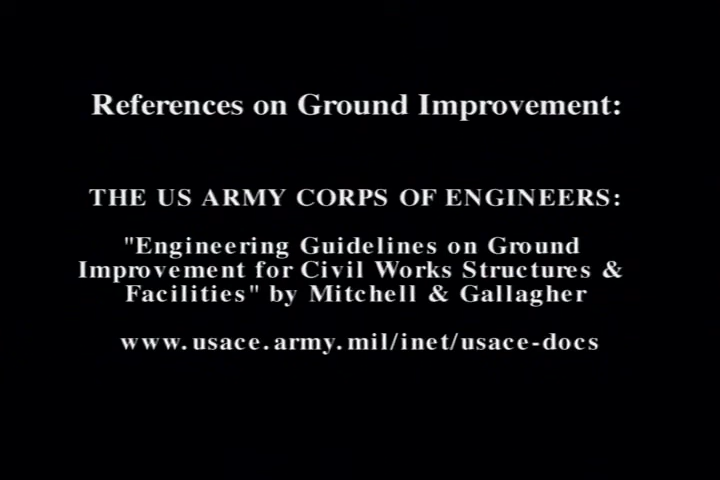 References on Ground Improvement:
THE US ARMY CORPS OF ENGINEERS:
"Engineering Guidelines on Ground
Improvement for Civil Works Structures &
Facilities" by Mitchell & Gallagher
www.usace.army.mil/inet/usace-docs